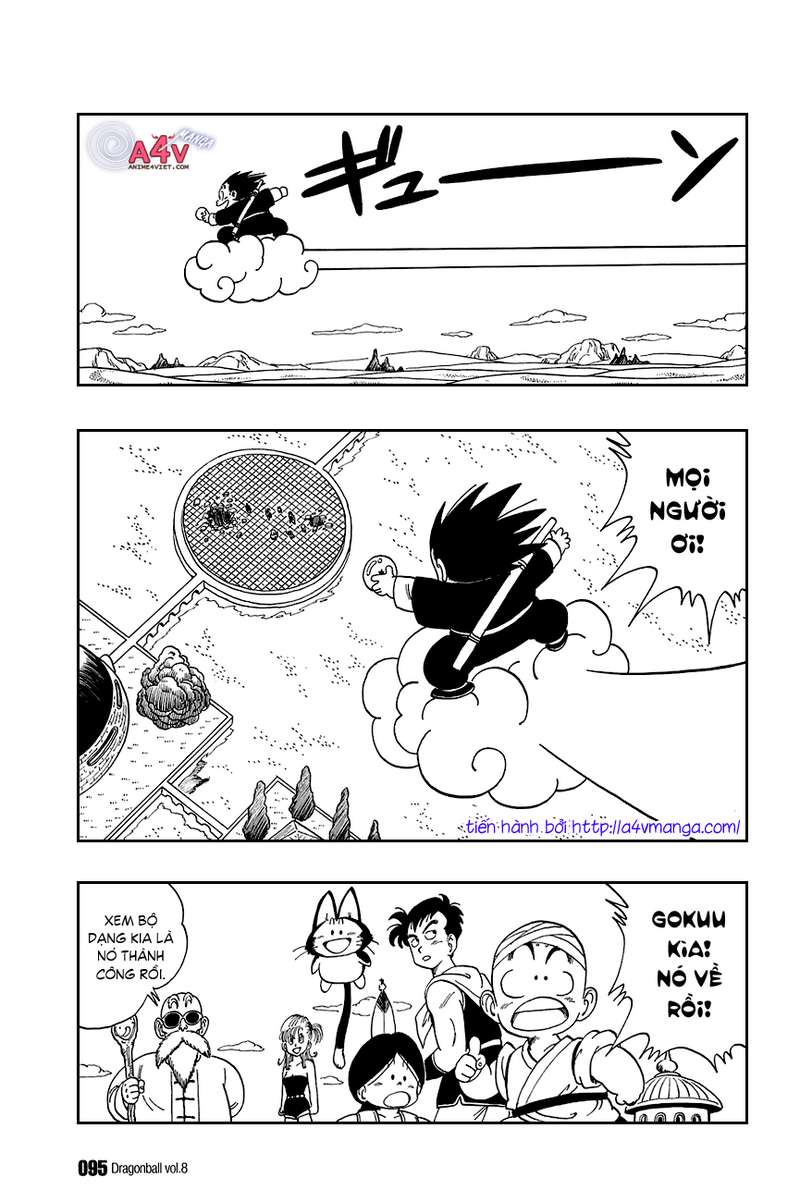 MANGA
A4V
ANIME4VIET.COM
ギューーン
MỌI
NGƯỜI
ƠI!
tiến hành bởi http://a4vmanga.com/
XEM BỘ
DẠNG KIA LÀ
NÓ THÀNH
CÔNG RỒI.
GOKUU
KÌA!
NÓ VỀ
RỒI!
095 Dragonball vol.8